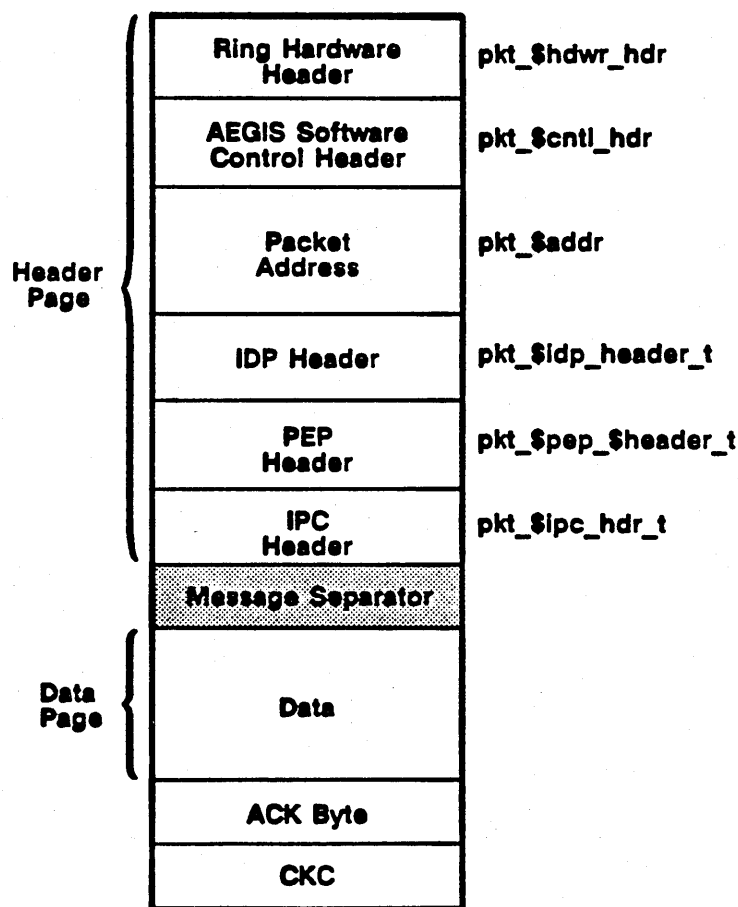 Ring Hardware
Header
pkt_$hdwr_hdr
AEGIS Software
Control Header
pkt_$cntl_hdr
Packet
Address
pkt_$addr
Header
Page
IDP Header
pkt_$idp_header_t
PEP
Header
pkt_$pep_$header_t
IPC
Header
pkt_$ipc_hdr_t
Message Separator
Data
Page
Data
ACK Byte
CKC